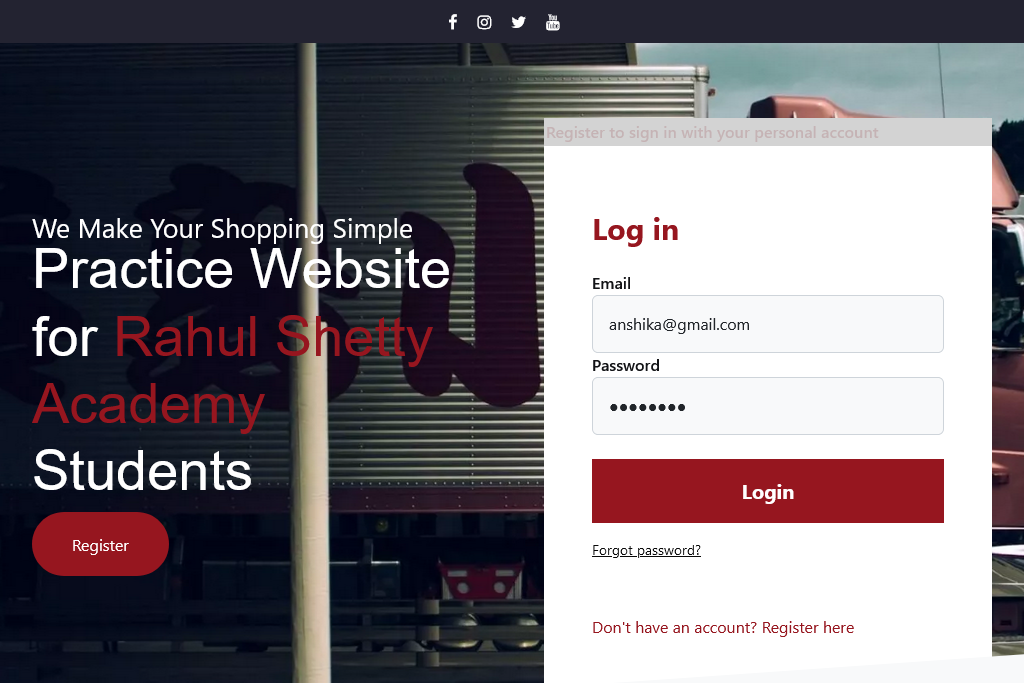 Register to sign in with your personal account
We Make Your Shopping Simple
Practice Website
for Rahul Shetty
Academy
Students
Register
Log in
Email
anshika@gmail.com
Password
••••••••
Login
Forgot password?
Don't have an account? Register here